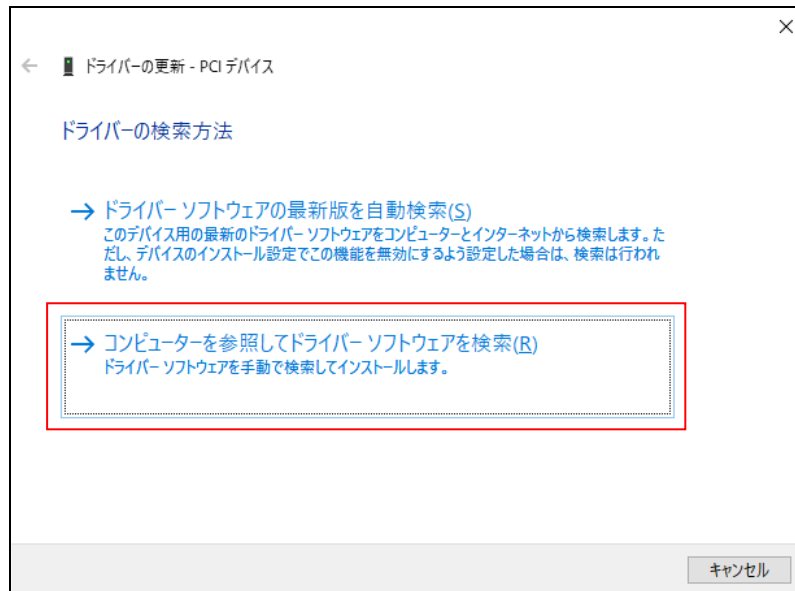 ドライバーの更新 - PCI デバイス
ドライバーの検索方法
ドライバー ソフトウェアの最新版を自動検索(S)
このデバイス用の最新のドライバー ソフトウェアをコンピューターとインターネットから検索します。た
だし、デバイスのインストール設定でこの機能を無効にするよう設定した場合は、検索は行われ
ません。
コンピューターを参照してドライバー ソフトウェアを検索(R)
ドライバー ソフトウェアを手動で検索してインストールします。
キャンセル